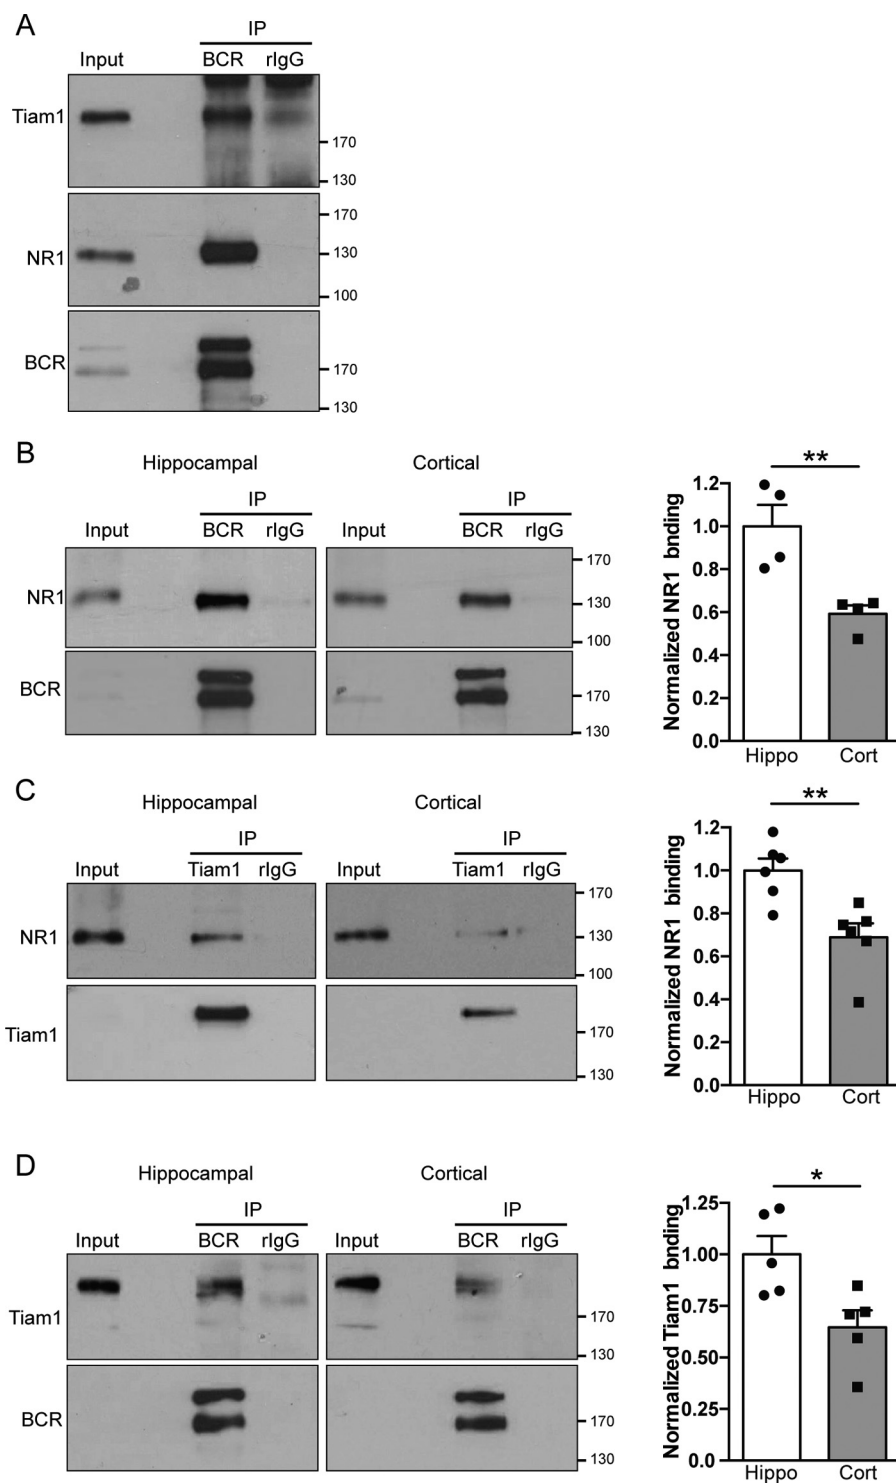 A
IP
Input BCR rIgG
Tiam1
170
130
170
NR1 130
100
BCR 170
130
B
Hippocampal Cortical
IP IP
Input BCR rIgG Input BCR rIgG
170
NR1 130
100
BCR 170
130
Normalized NR1 bnding
**
1.2
1.0
0.8
0.6
0.4
0.2
0.0
Hippo Cort
C
Hippocampal Cortical
IP IP
Input Tiam1 rIgG Input Tiam1 rIgG
170
NR1 130
100
Tiam1 170
130
Normalized NR1 binding
**
1.2
1.0
0.8
0.6
0.4
0.2
0.0
Hippo Cort
D
Hippocampal Cortical
IP IP
Input BCR rIgG Input BCR rIgG
Tiam1 170
130
BCR 170
130
Normalized Tiam1 bnding
*
1.25
1.00
0.75
0.50
0.25
0.0
Hippo Cort